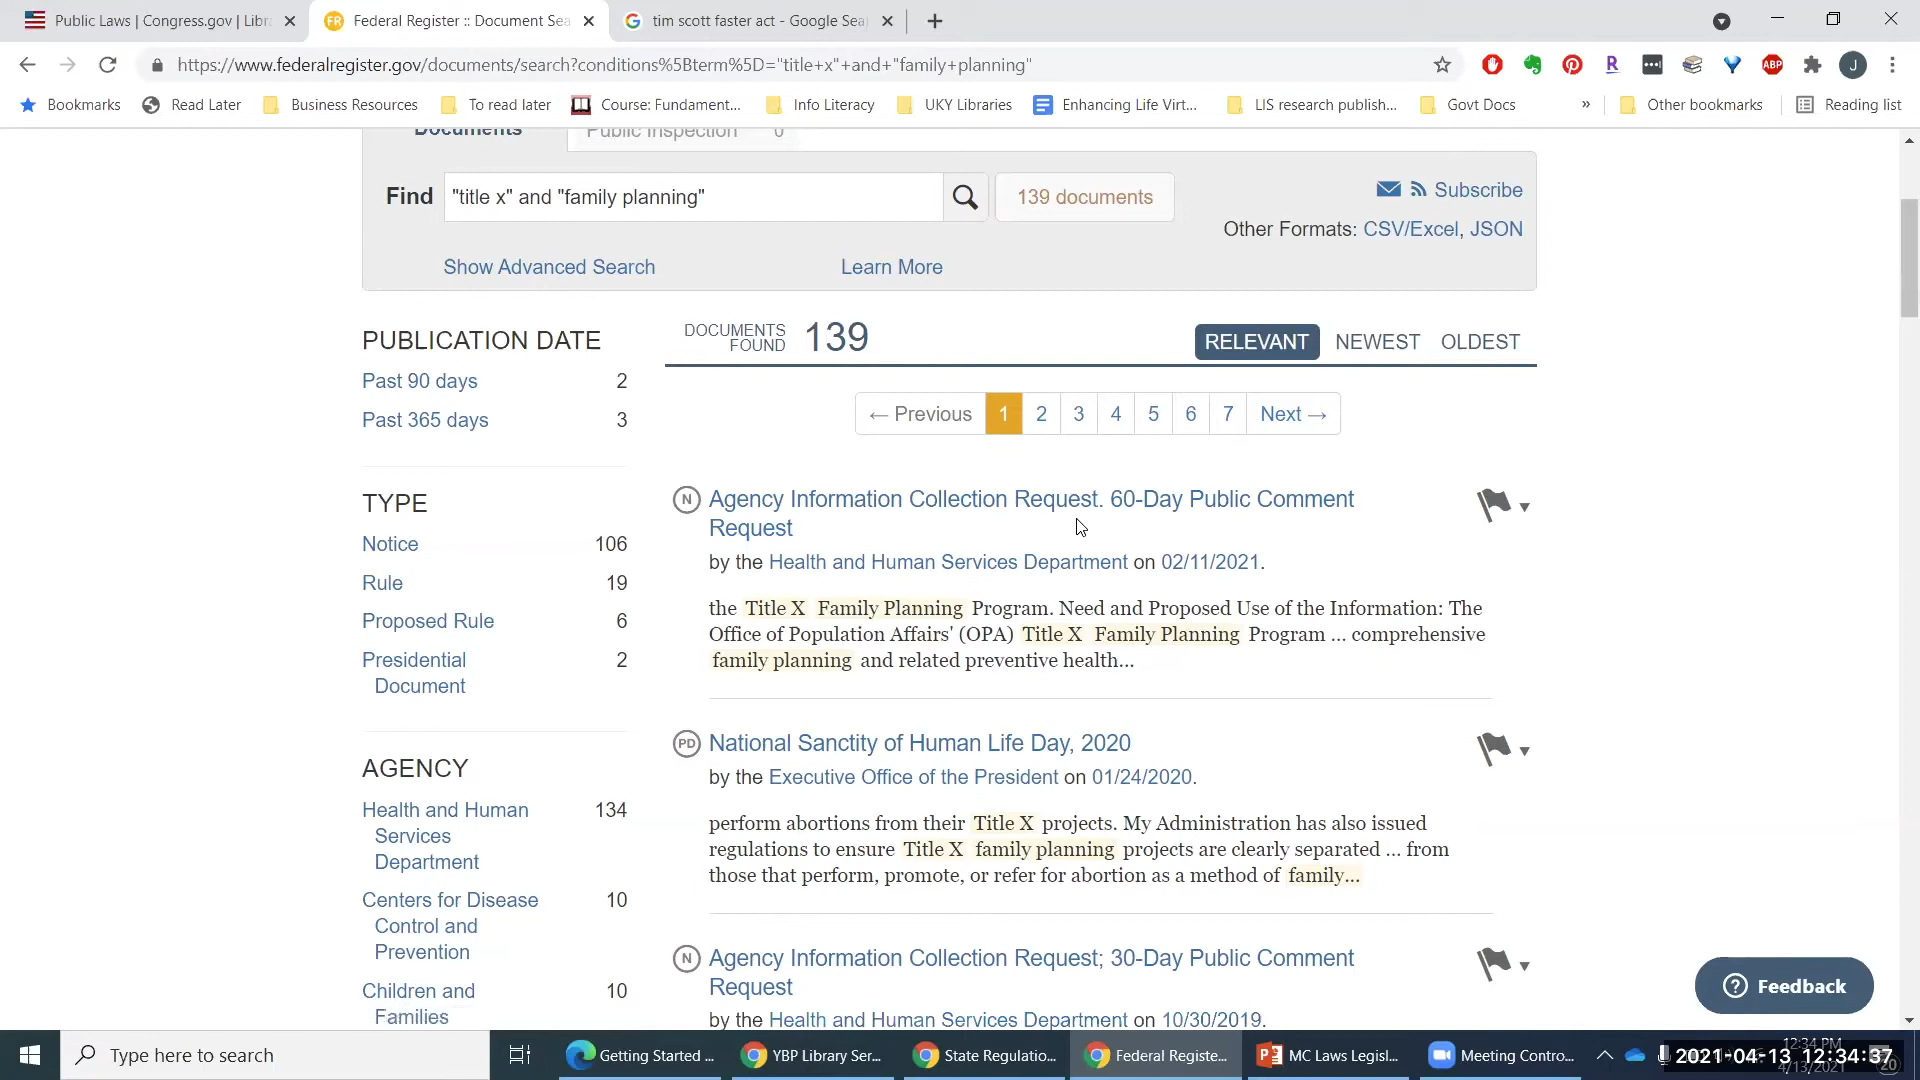 Public Laws | Congress.gov | Libr
Federal Register :: Document Sea
tim scott faster act - Google Sea
https://www.federalregister.gov/documents/search?conditions%5Bterm%5D="title+x"+and+"family+planning"
ABP
J
Bookmarks
Read Later
Business Resources
To read later
Course: Fundament...
Info Literacy
UKY Libraries
Enhancing Life Virt...
LIS research publish...
Govt Docs
»
Other bookmarks
Reading list
Documents
Public Inspection 0
Find "title x" and "family planning" 139 documents
Subscribe
Other Formats: CSV/Excel, JSON
Show Advanced Search
Learn More
PUBLICATION DATE
Past 90 days 2
Past 365 days 3
TYPE
Notice 106
Rule 19
Proposed Rule 6
Presidential 2
Document
AGENCY
Health and Human 134
Services
Department
Centers for Disease 10
Control and
Prevention
Children and 10
Families
DOCUMENTS
FOUND
139
RELEVANT NEWEST OLDEST
← Previous 1 2 3 4 5 6 7 Next →
N Agency Information Collection Request. 60-Day Public Comment
Request
by the Health and Human Services Department on 02/11/2021.
the Title X Family Planning Program. Need and Proposed Use of the Information: The
Office of Population Affairs' (OPA) Title X Family Planning Program ... comprehensive
family planning and related preventive health...
PD National Sanctity of Human Life Day, 2020
by the Executive Office of the President on 01/24/2020.
perform abortions from their Title X projects. My Administration has also issued
regulations to ensure Title X family planning projects are clearly separated ... from
those that perform, promote, or refer for abortion as a method of family...
N Agency Information Collection Request; 30-Day Public Comment
Request
by the Health and Human Services Department on 10/30/2019.
? Feedback
Type here to search
Getting Started ...
YBP Library Ser...
State Regulatio...
Federal Registe...
MC Laws Legisl...
Meeting Contro...
12:34 PM
4/13/2021
2021-04-13 12:34:37
20